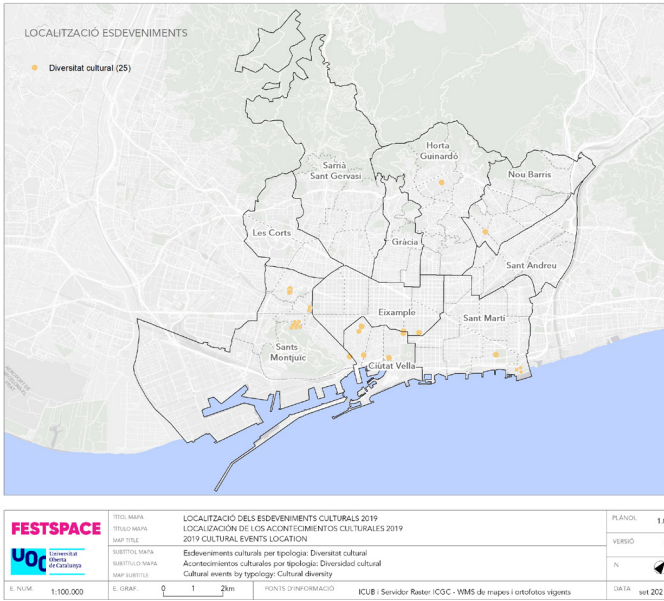 LOCALITZACIÓ ESDEVENIMENTS
Diversitat cultural (25)
Horta
Guinardó
Nou Barris
Sarrià
Sant Gervasi
Les Corts
Gràcia
Sant Andreu
Eixample
Sant Martí
Sants
Montjuïc
Ciutat Vella
FESTSPACE
UOC Universitat
Oberta
de Catalunya
TÍTOL MAPA LOCALITZACIÓ DELS ESDEVENIMENTS CULTURALS 2019
TÍTULO MAPA LOCALIZACIÓN DE LOS ACONTECIMIENTOS CULTURALES 2019
MAP TITLE 2019 CULTURAL EVENTS LOCATION
SUBTÍTOL MAPA Esdeveniments culturals per tipologia: Diversitat cultural
SUBTÍTULO MAPA Acontecimientos culturales por tipologia: Diversidad cultural
MAP SUBTITLE Cultural events by typology: Cultural diversity
PLÀNOL 1.
VERSIÓ
N
E. NUM. 1:100.000
E. GRAF. 0 1 2km
FONTS D'INFORMACIÓ ICUB i Servidor Raster ICGC - WMS de mapes i ortofotos vigents
DATA set 202